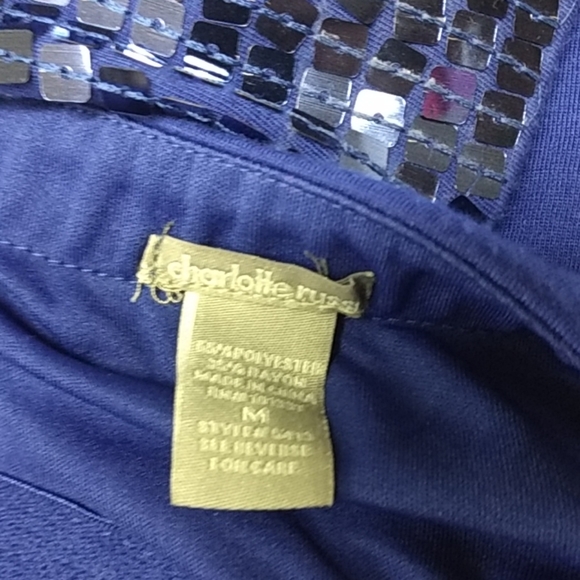 charlotte russe
65% POLYESTER
35% RAYON
MADE IN CHINA
M
SEE REVERSE
FOR CARE